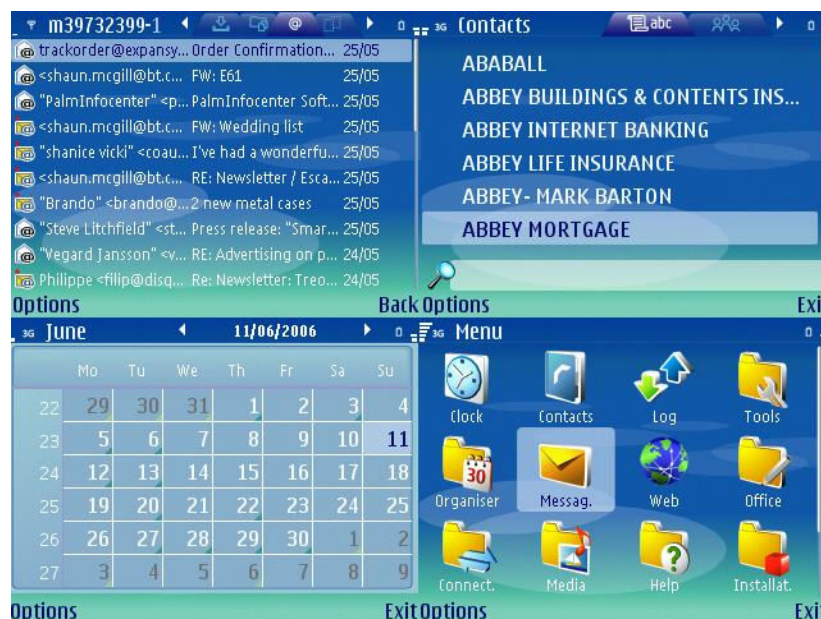 m39732399-1
trackorder@expansy... Order Confirmation... 25/05
<shaun.mcgill@bt.c... FW: E61 25/05
"PalmInfocenter" <p... PalmInfocenter Sof... 25/05
<shaun.mcgill@bt.c... FW: Wedding list 25/05
"shanice vicki" <coau... I've had a wonderfu... 25/05
<shaun.mcgill@bt.c... RE: Newsletter / Esca... 25/05
"Brando" <brando@... 2 new metal cases 25/05
"Steve Litchfield" <st... Press release: "Smar... 25/05
"Vegard Jansson" <v... RE: Advertising on p... 24/05
Philippe <filip@disq... Re: Newsletter: Treo... 24/05
Options Back
3G Contacts abc
ABABALL
ABBEY BUILDINGS & CONTENTS INS...
ABBEY INTERNET BANKING
ABBEY LIFE INSURANCE
ABBEY- MARK BARTON
ABBEY MORTGAGE
Options Exi
3G June 11/06/2006
Mo Tu We Th Fr Sa Su
22 29 30 31 1 2 3 4
23 5 6 7 8 9 10 11
24 12 13 14 15 16 17 18
25 19 20 21 22 23 24 25
26 26 27 28 29 30 1 2
27 3 4 5 6 7 8 9
Options Exit
3G Menu
Clock Contacts Log Tools
30
Organiser Messag. Web Office
Connect. Media Help Installat.
Options Exi